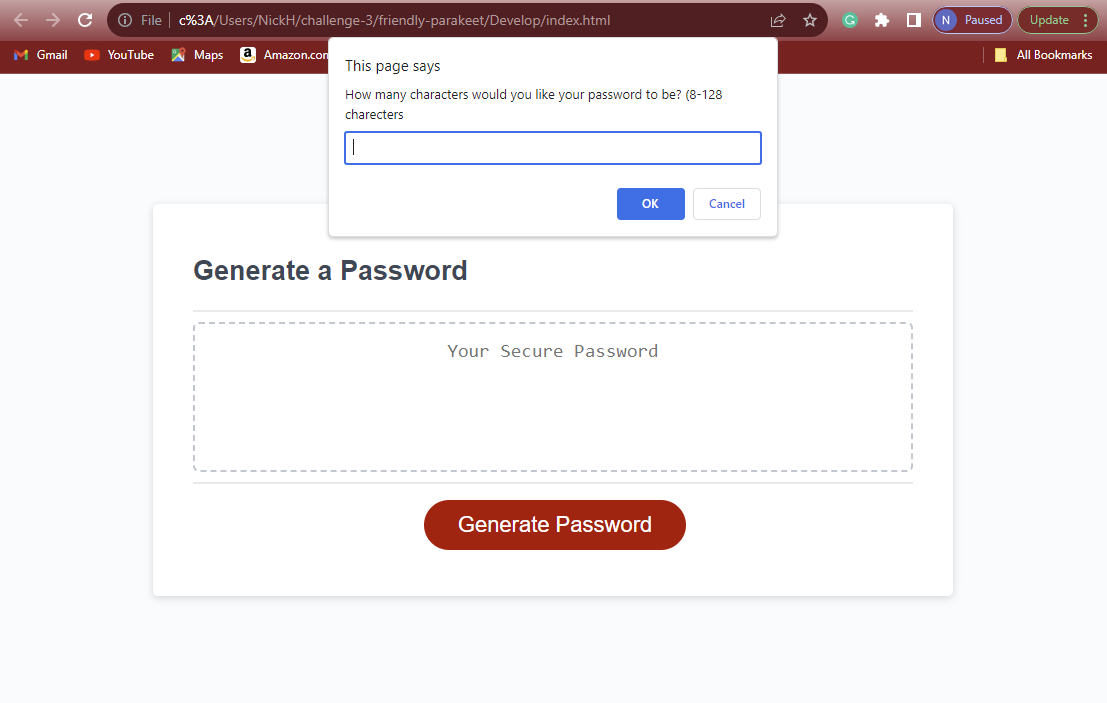 File c%3A/Users/NickH/challenge-3/friendly-parakeet/Develop/index.html G N Paused Update
Gmail YouTube Maps a Amazon.com All Bookmarks
This page says
How many characters would you like your password to be? (8-128
charecters
OK Cancel
Generate a Password
Your Secure Password
Generate Password